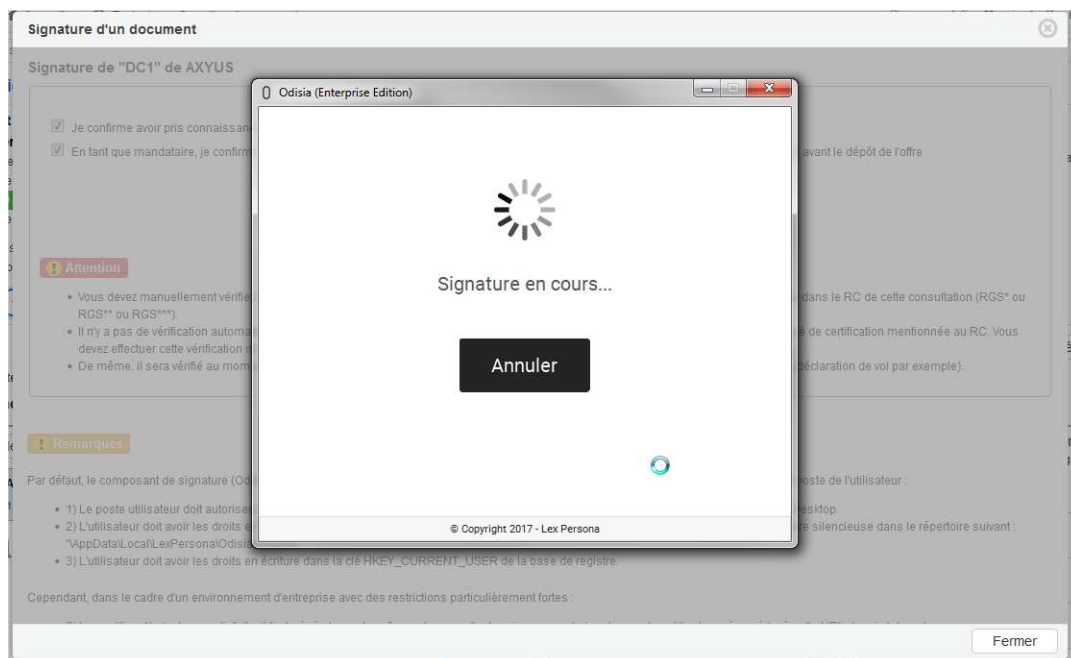 Signature d'un document
Signature de "DC1" de AXYUS
Odisia (Enterprise Edition)
Je confirme avoir pris connaissan
En tant que mandataire, je confirm avant le dépôt de l'offre
Signature en cours...
Attention
Vous devez manuellement vérifie dans le RC de cette consultation (RGS* ou
RGS** ou RGS***).
Il n'y a pas de vérification automa de certification mentionnée au RC. Vous
devez effectuer cette vérification
De même, il sera vérifié au mom déclaration de vol par exemple).
Annuler
Remarques
Par défaut, le composant de signature (Od poste de l'utilisateur :
1) Le poste utilisateur doit autorise esktop.
2) L'utilisateur doit avoir les droits e re silencieuse dans le répertoire suivant :
"\AppData\Local\LexPersona\Odisia
© Copyright 2017 - Lex Persona
3) L'utilisateur doit avoir les droits en écriture dans la clé HKEY_CURRENT_USER de la base de registre.
Cependant, dans le cadre d'un environnement d'entreprise avec des restrictions particulièrement fortes :
Fermer